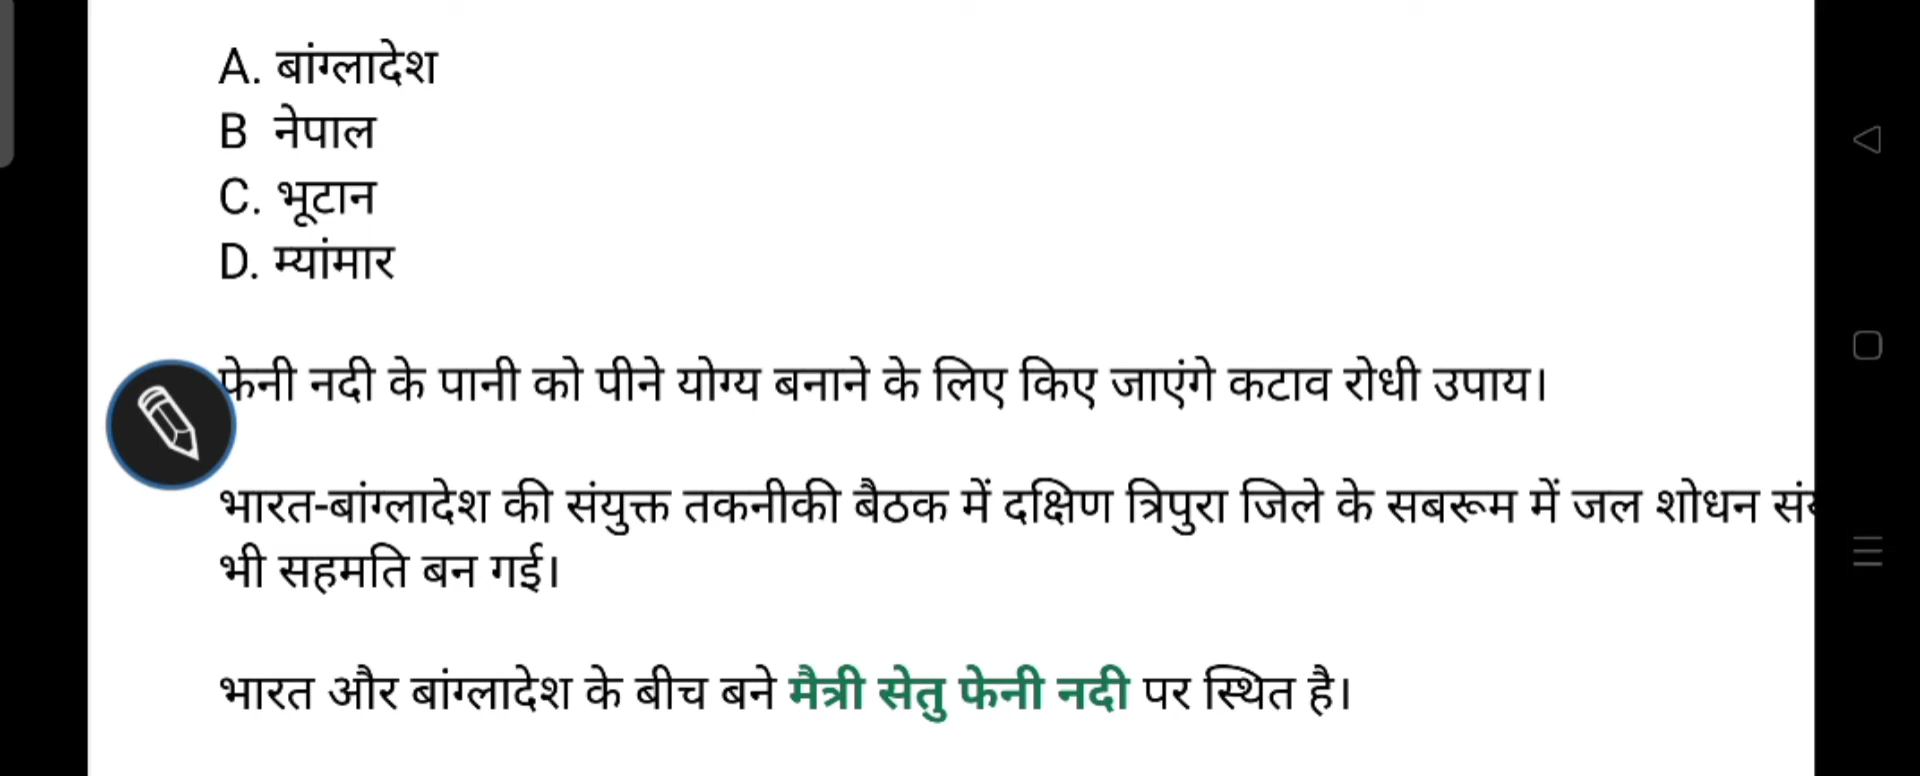 A. बांग्लादेश
B नेपाल
C. भूटान
D. म्यांमार
फेनी नदी के पानी को पीने योग्य बनाने के लिए किए जाएंगे कटाव रोधी उपाय।
भारत-बांग्लादेश की संयुक्त तकनीकी बैठक में दक्षिण त्रिपुरा जिले के सबरूम में जल शोधन
भी सहमति बन गई।
भारत और बांग्लादेश के बीच बने मैत्री सेतु फेनी नदी पर स्थित है।